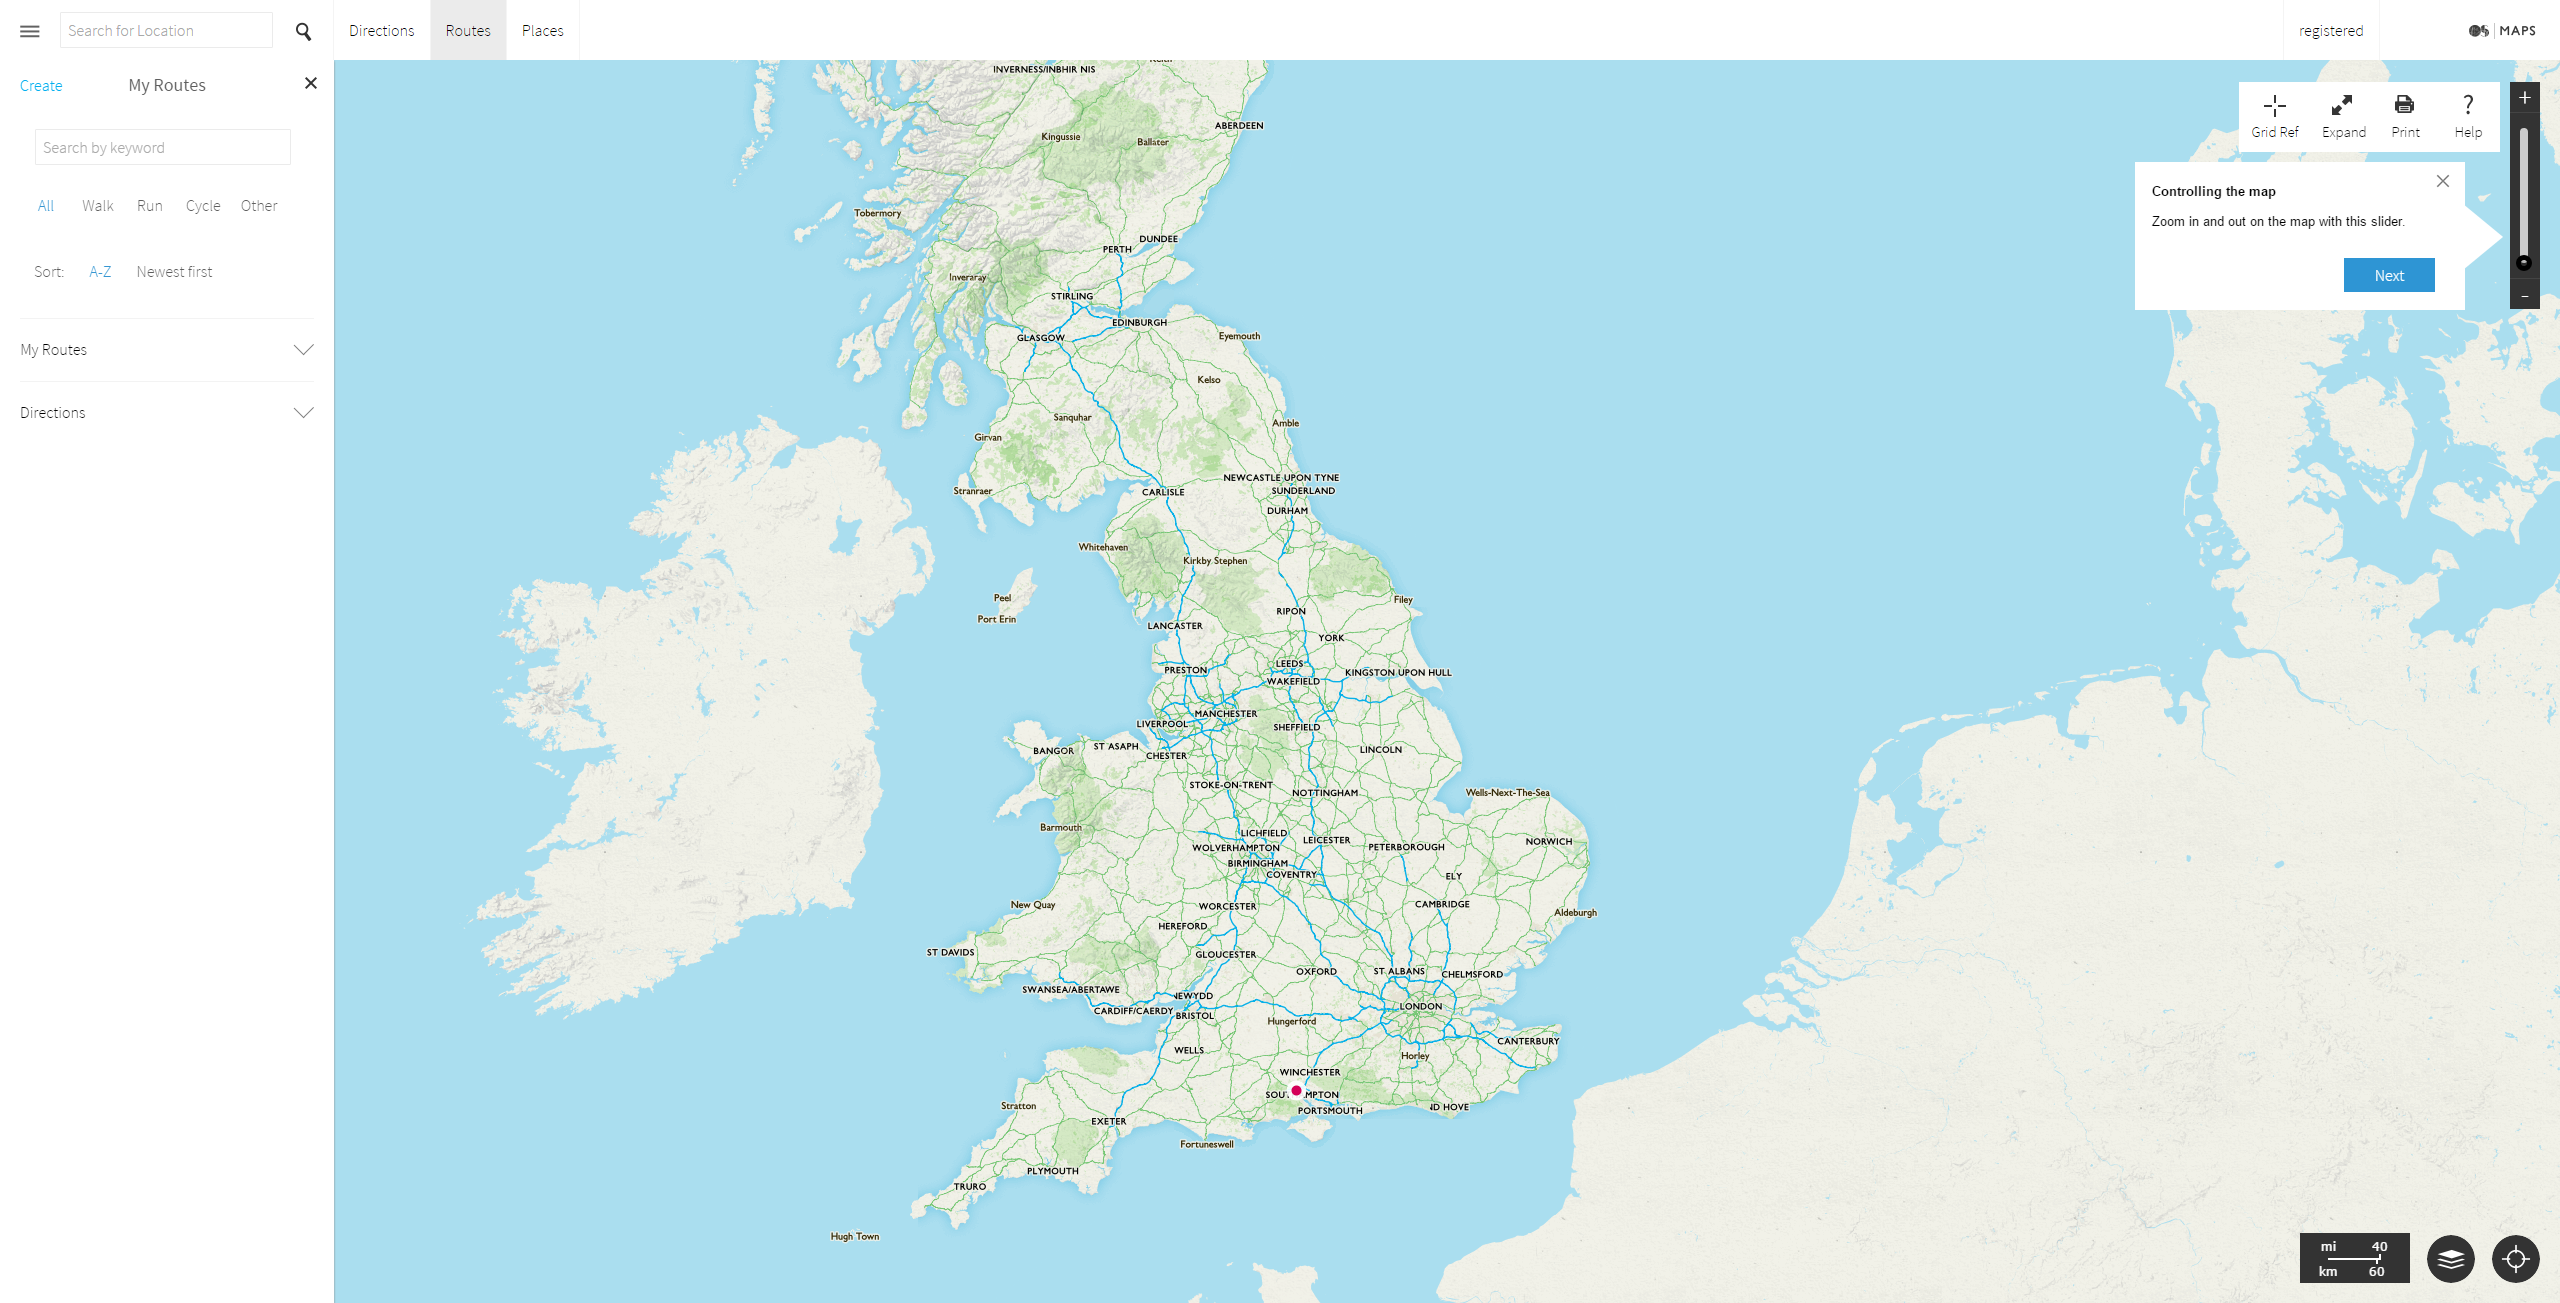 Search for Location
Directions
Routes
Places
registered
MAPS
Create
My Routes
Search by keyword
All Walk Run Cycle Other
Sort: A-Z Newest first
My Routes
Directions
Grid Ref
Expand
Print
Help
Controlling the map
Zoom in and out on the map with this slider.
Next
INVERNESS/INBHIR NIS
ABERDEEN
Kingussie
Ballater
Tobermory
DUNDEE
PERTH
Inveraray
STIRLING
EDINBURGH
GLASGOW
Eyemouth
Kelso
Sanquhar
Amble
Girvan
NEWCASTLE UPON TYNE
Stranraer
CARLISLE
SUNDERLAND
DURHAM
Whitehaven
Kirkby Stephen
Peel
Filey
Port Erin
RIPON
LANCASTER
YORK
PRESTON
LEEDS
KINGSTON UPON HULL
WAKEFIELD
MANCHESTER
LIVERPOOL
SHEFFIELD
BANGOR
ST ASAPH
CHESTER
LINCOLN
STOKE-ON-TRENT
NOTTINGHAM
Wells-Next-The-Sea
Barmouth
LICHFIELD
LEICESTER
NORWICH
WOLVERHAMPTON
PETERBOROUGH
BIRMINGHAM
COVENTRY
ELY
New Quay
WORCESTER
CAMBRIDGE
Aldeburgh
HEREFORD
ST DAVIDS
GLOUCESTER
OXFORD
ST ALBANS
CHELMSFORD
SWANSEA/ABERTAWE
NEWYDD
LONDON
CARDIFF/CAERDY
BRISTOL
Hungerford
CANTERBURY
WELLS
Horley
WINCHESTER
SOU MPTON
Stratton
PORTSMOUTH
ND HOVE
EXETER
Fortuneswell
PLYMOUTH
TRURO
Hugh Town
mi 40
km 60